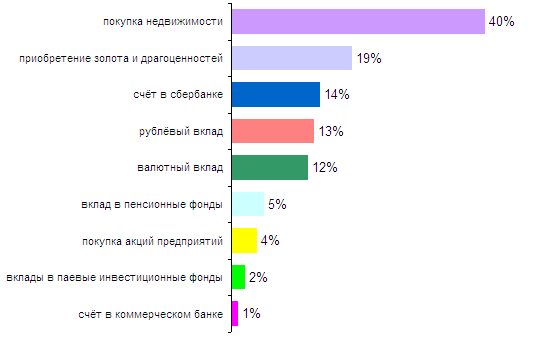 покупка недвижимости 40%
приобретение золота и драгоценностей 19%
счёт в сбербанке 14%
рублёвый вклад 13%
валютный вклад 12%
вклад в пенсионные фонды 5%
покупка акций предприятий 4%
вклады в паевые инвестиционные фонды 2%
счёт в коммерческом банке 1%